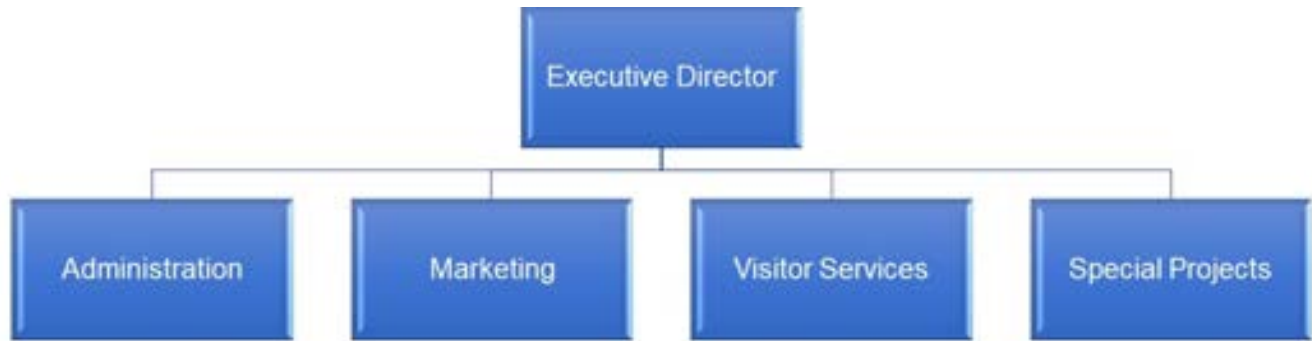 Executive Director
Administration
Marketing
Visitor Services
Special Projects